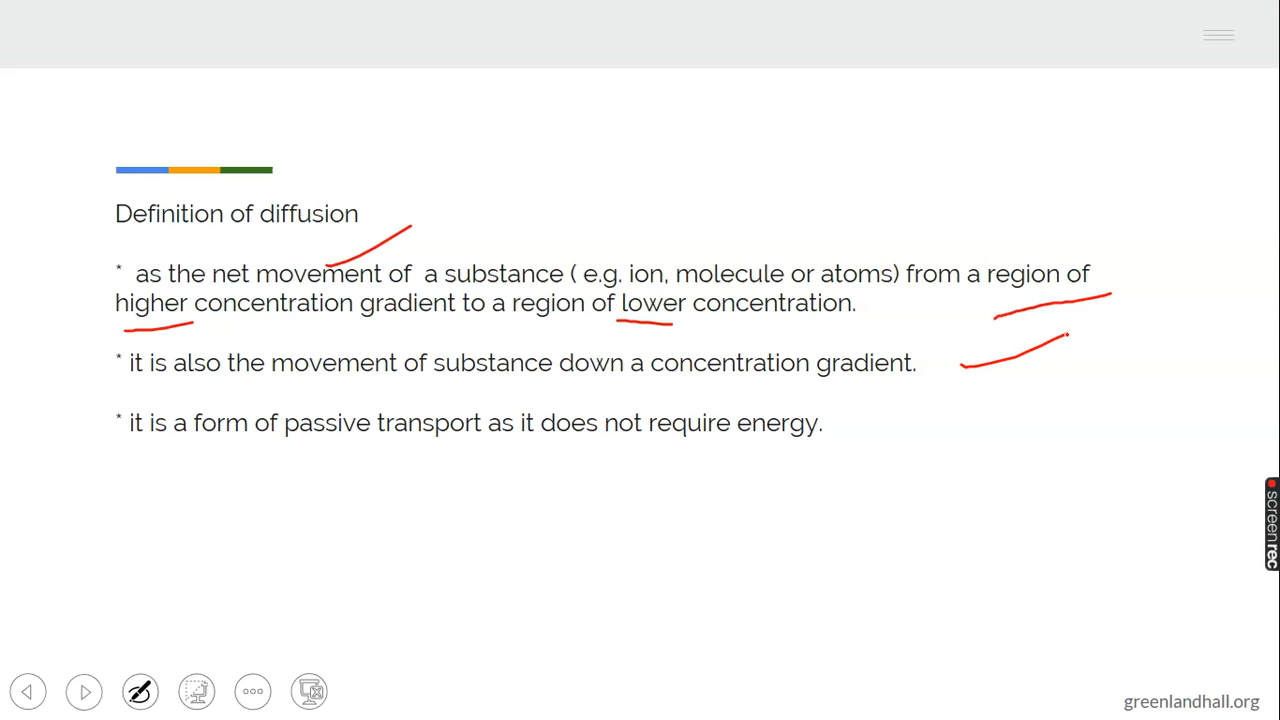 Definition of diffusion
* as the net movement of a substance ( e.g. ion, molecule or atoms) from a region of
higher concentration gradient to a region of lower concentration.
* it is also the movement of substance down a concentration gradient.
* it is a form of passive transport as it does not require energy.
screenrec
greenlandhall.org